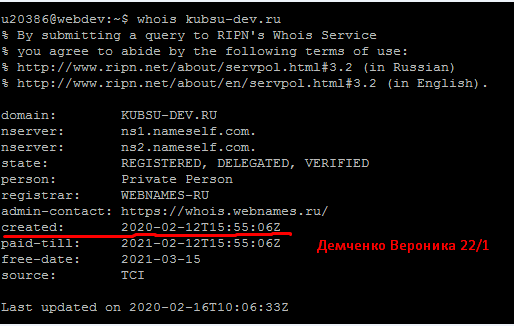 u20386@webdev:~$ whois kubsu-dev.ru
% By submitting a query to RIPN's Whois Service
% you agree to abide by the following terms of use:
% http://www.ripn.net/about/servpol.html#3.2 (in Russian)
% http://www.ripn.net/about/en/servpol.html#3.2 (in English).
domain: KUBSU-DEV.RU
nserver: ns1.nameself.com.
nserver: ns2.nameself.com.
state: REGISTERED, DELEGATED, VERIFIED
person: Private Person
registrar: WEBNAMES-RU
admin-contact: https://whois.webnames.ru/
created: 2020-02-12T15:55:06Z
paid-till: 2021-02-12T15:55:06Z
Демченко Вероника 22/1
free-date: 2021-03-15
source: TCI
Last updated on 2020-02-16T10:06:33Z